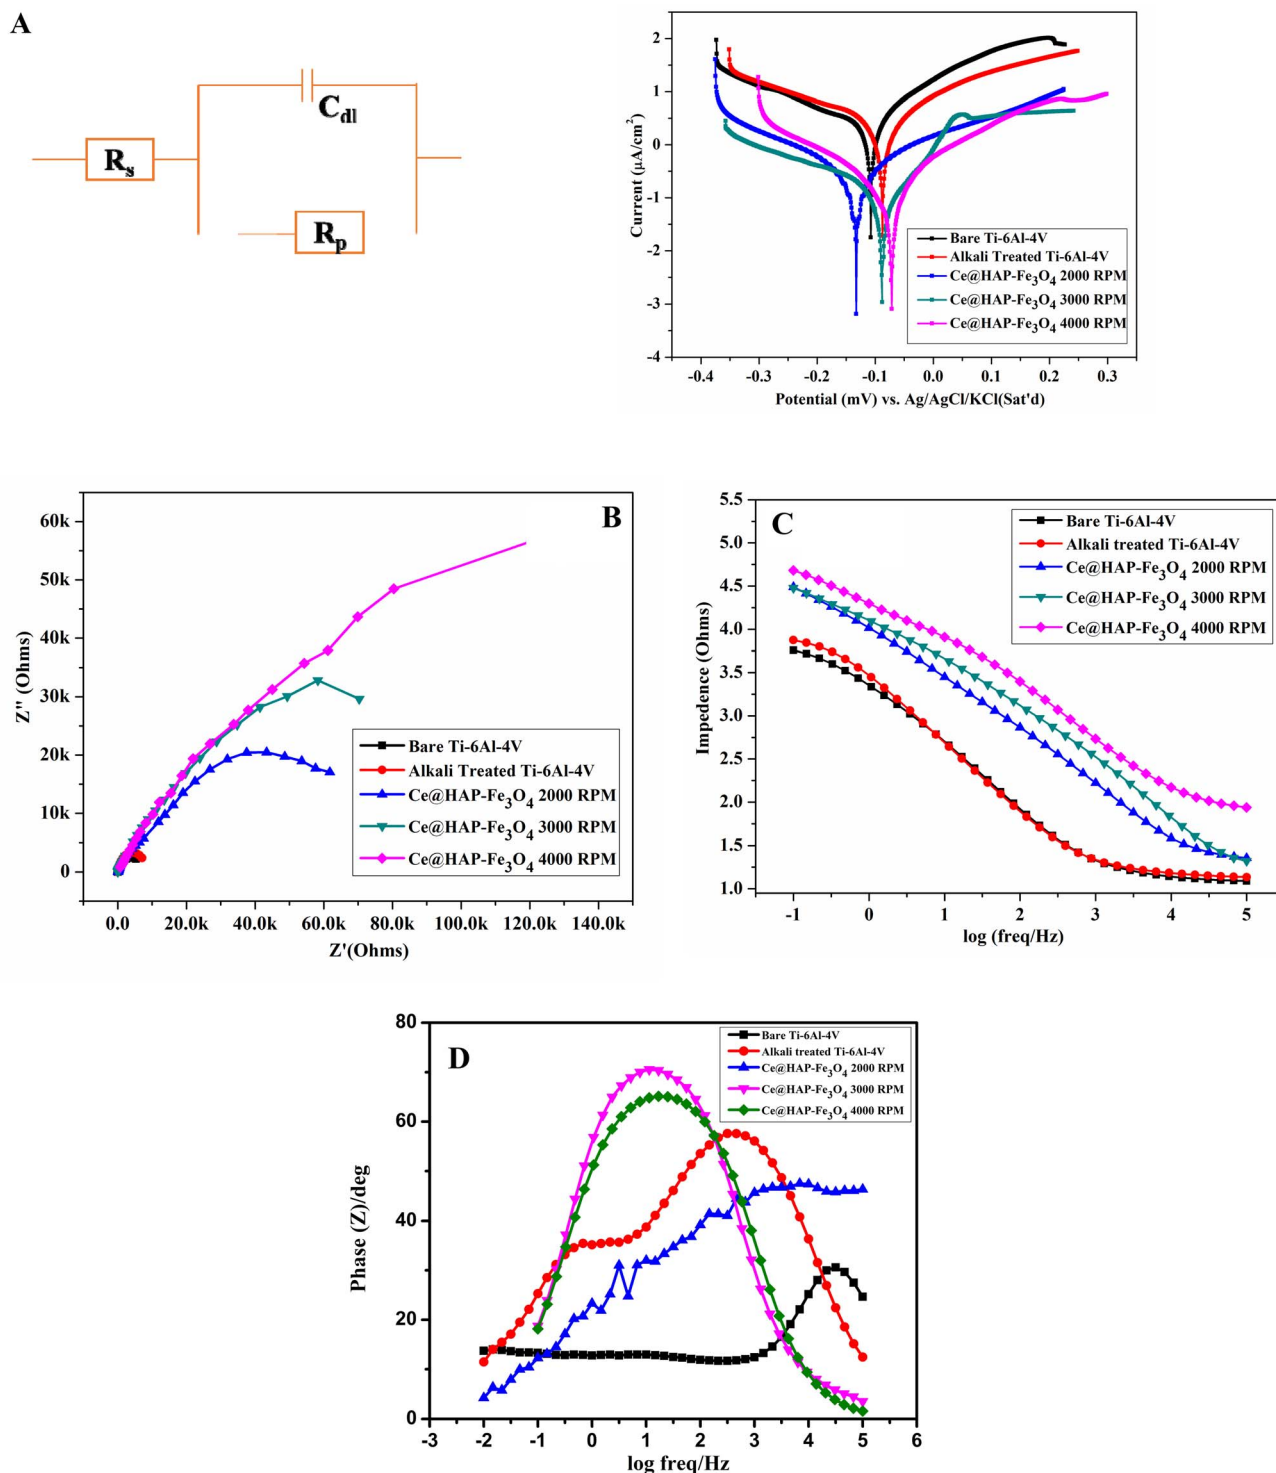 A
C_dl
R_s
R_p
2
1
0
-1
-2
-3
-4
Current (µA/cm²)
Bare Ti-6Al-4V
Alkali Treated Ti-6Al-4V
Ce@HAP-Fe₃O₄ 2000 RPM
Ce@HAP-Fe₃O₄ 3000 RPM
Ce@HAP-Fe₃O₄ 4000 RPM
-0.4 -0.3 -0.2 -0.1 0.0 0.1 0.2 0.3
Potential (mV) vs. Ag/AgCl/KCl(Sat'd)
B
60k
50k
40k
30k
20k
10k
0
Z'' (Ohms)
Bare Ti-6Al-4V
Alkali Treated Ti-6Al-4V
Ce@HAP-Fe₃O₄ 2000 RPM
Ce@HAP-Fe₃O₄ 3000 RPM
Ce@HAP-Fe₃O₄ 4000 RPM
0.0 20.0k 40.0k 60.0k 80.0k 100.0k 120.0k 140.0k
Z'(Ohms)
C
5.5
5.0
4.5
4.0
3.5
3.0
2.5
2.0
1.5
1.0
Impedence (Ohms)
Bare Ti-6Al-4V
Alkali treated Ti-6Al-4V
Ce@HAP-Fe₃O₄ 2000 RPM
Ce@HAP-Fe₃O₄ 3000 RPM
Ce@HAP-Fe₃O₄ 4000 RPM
-1 0 1 2 3 4 5
log (freq/Hz)
D
80
60
40
20
0
Phase (Z)/deg
Bare Ti-6Al-4V
Alkali treated Ti-6Al-4V
Ce@HAP-Fe₃O₄ 2000 RPM
Ce@HAP-Fe₃O₄ 3000 RPM
Ce@HAP-Fe₃O₄ 4000 RPM
-3 -2 -1 0 1 2 3 4 5 6
log freq/Hz